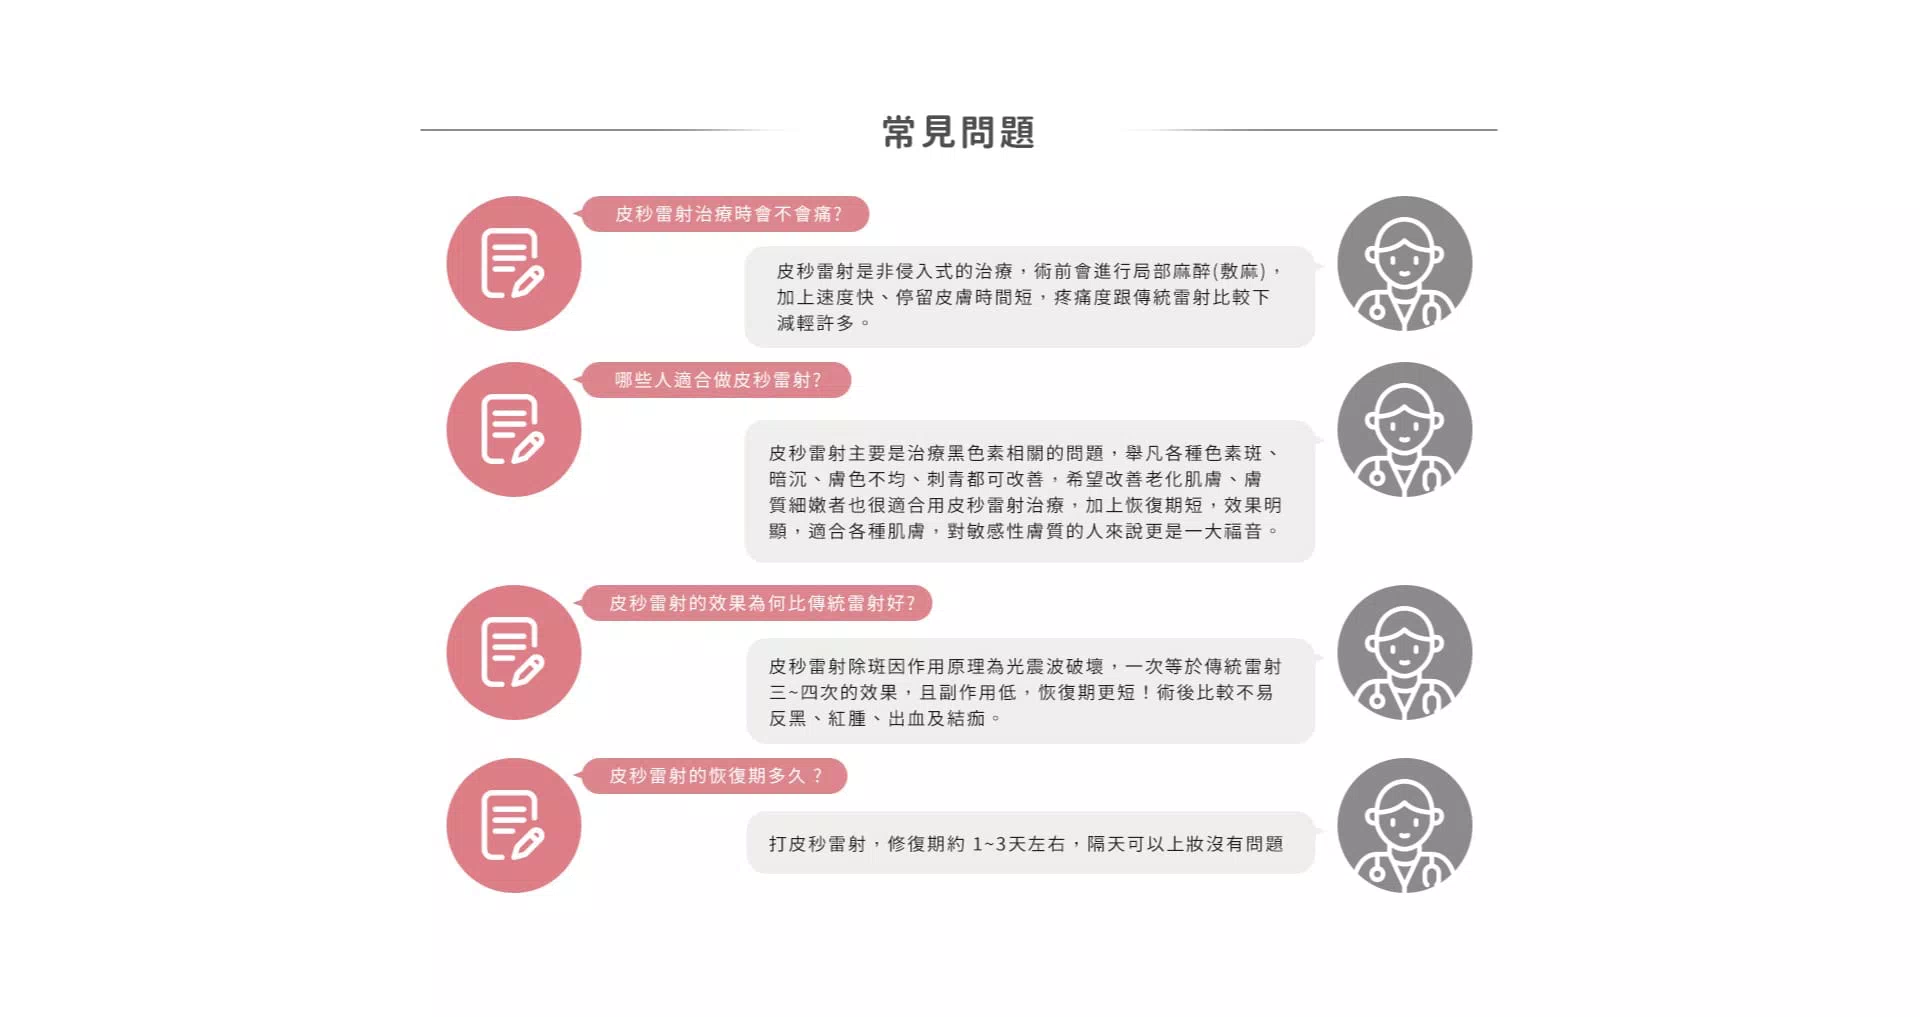 常見問題
皮秒雷射治療時會不會痛?
皮秒雷射是非侵入式的治療，術前會進行局部麻醉(敷麻)，
加上速度快、停留皮膚時間短，疼痛度跟傳統雷射比較下
減輕許多。
哪些人適合做皮秒雷射?
皮秒雷射主要是治療黑色素相關的問題，舉凡各種色素斑、
暗沉、膚色不均、刺青都可改善，希望改善老化肌膚、膚
質細嫩者也很適合用皮秒雷射治療，加上恢復期短，效果明
顯，適合各種肌膚，對敏感性膚質的人來說更是一大福音。
皮秒雷射的效果為何比傳統雷射好?
皮秒雷射除斑因作用原理為光震波破壞，一次等於傳統雷射
三~四次的效果，且副作用低，恢復期更短！術後比較不易
反黑、紅腫、出血及結痂。
皮秒雷射的恢復期多久？
打皮秒雷射，修復期約 1~3天左右，隔天可以上妝沒有問題